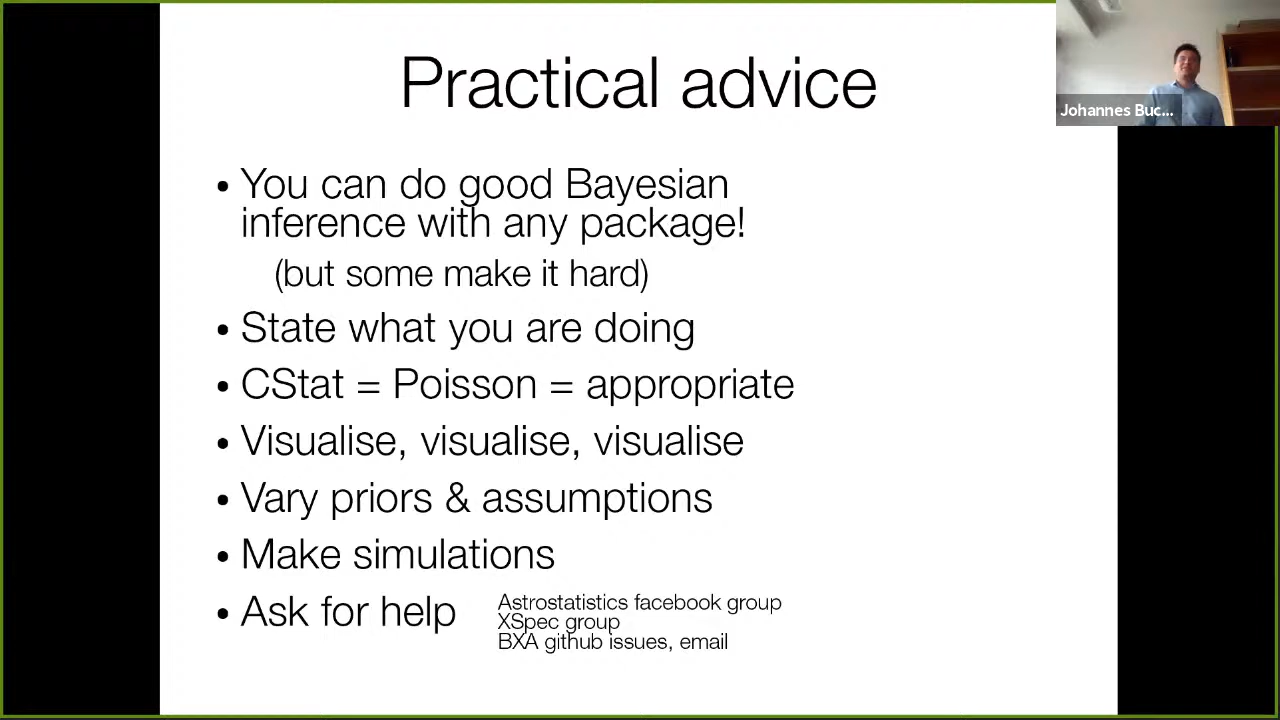 Practical advice
Johannes Buc...
• You can do good Bayesian
inference with any package!
(but some make it hard)
• State what you are doing
• CStat = Poisson = appropriate
• Visualise, visualise, visualise
• Vary priors & assumptions
• Make simulations
• Ask for help
Astrostatistics facebook group
XSpec group
BXA github issues, email